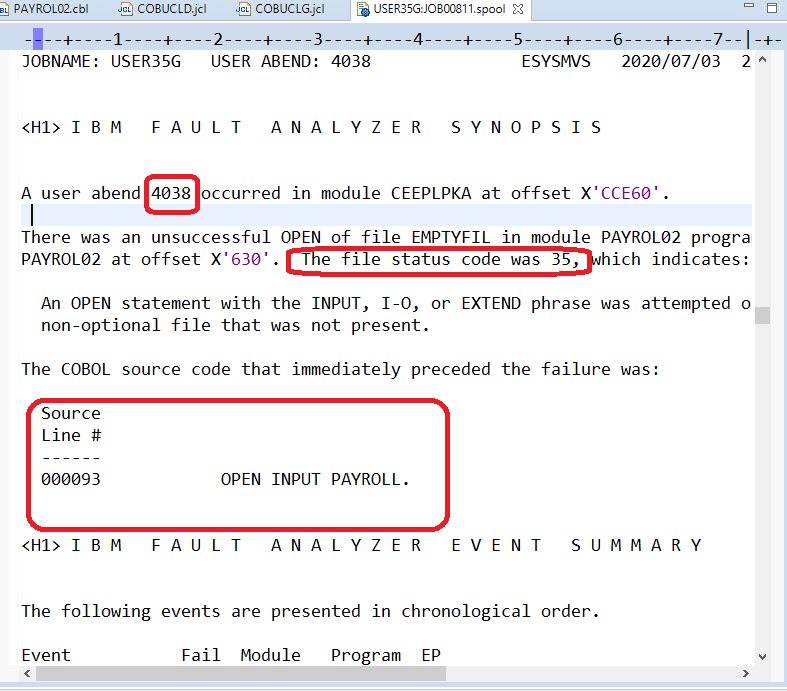 PAYROL02.cbl COBUCLD.jcl COBUCLG.jcl USER35G:JOB00811.spool
----+----1----+----2----+----3----+----4----+----5----+----6----+----7--|-+-
JOBNAME: USER35G USER ABEND: 4038 ESYSMVS 2020/07/03 2
<H1> I B M F A U L T A N A L Y Z E R S Y N O P S I S
A user abend 4038 occurred in module CEEPLPKA at offset X'CCE60'.
There was an unsuccessful OPEN of file EMPTYFIL in module PAYROL02 progra
PAYROL02 at offset X'630'. The file status code was 35, which indicates:
An OPEN statement with the INPUT, I-O, or EXTEND phrase was attempted o
non-optional file that was not present.
The COBOL source code that immediately preceded the failure was:
Source
Line #
------
000093 OPEN INPUT PAYROLL.
<H1> I B M F A U L T A N A L Y Z E R E V E N T S U M M A R Y
The following events are presented in chronological order.
Event Fail Module Program EP